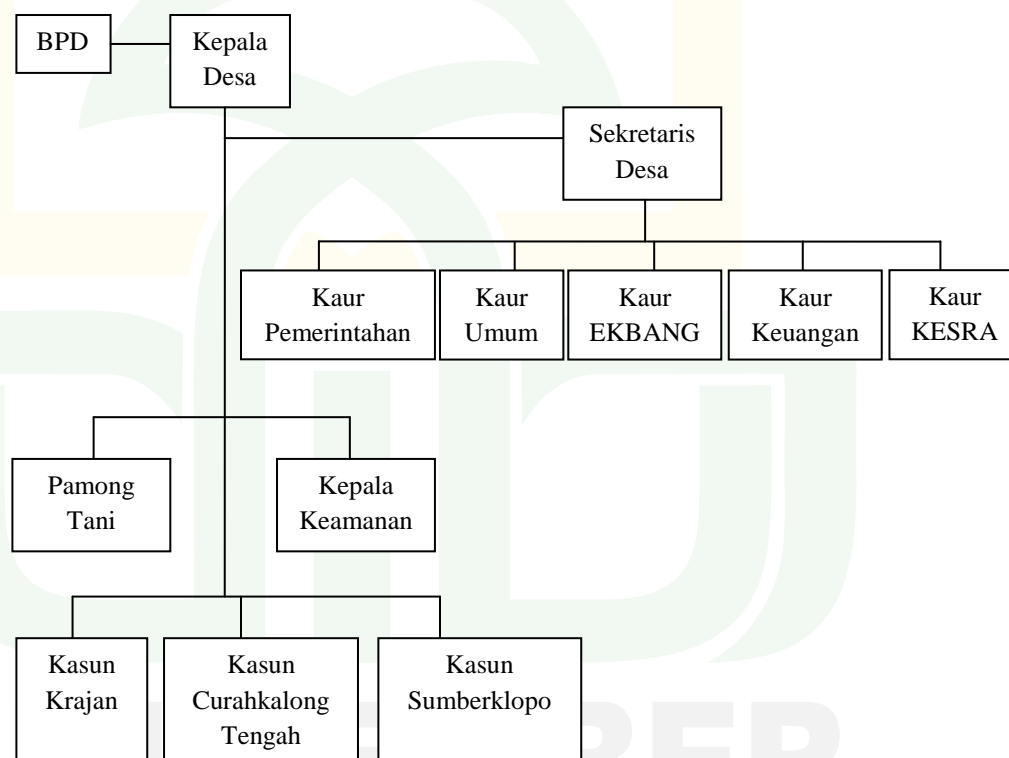 BPD
Kepala
Desa
Sekretaris
Desa
Kaur
Pemerintahan
Kaur
Umum
Kaur
EKBANG
Kaur
Keuangan
Kaur
KESRA
Pamong
Tani
Kepala
Keamanan
Kasun
Krajan
Kasun
Curahkalong
Tengah
Kasun
Sumberklopo